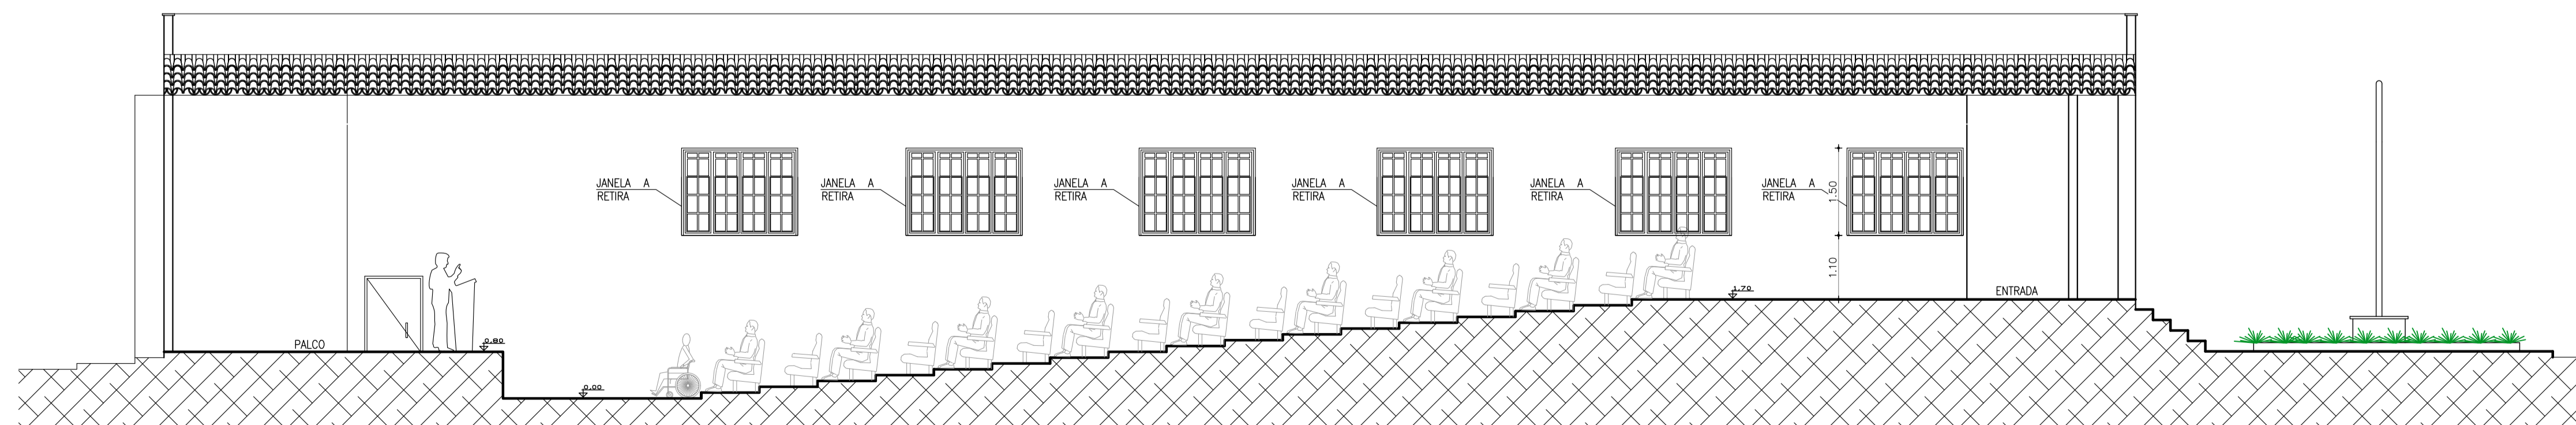 JANELA A
RETIRA
JANELA A
RETIRA
JANELA A
RETIRA
JANELA A
RETIRA
JANELA A
RETIRA
JANELA A
RETIRA
1.50
1.10
1.70
ENTRADA
PALCO
0.80
0.00